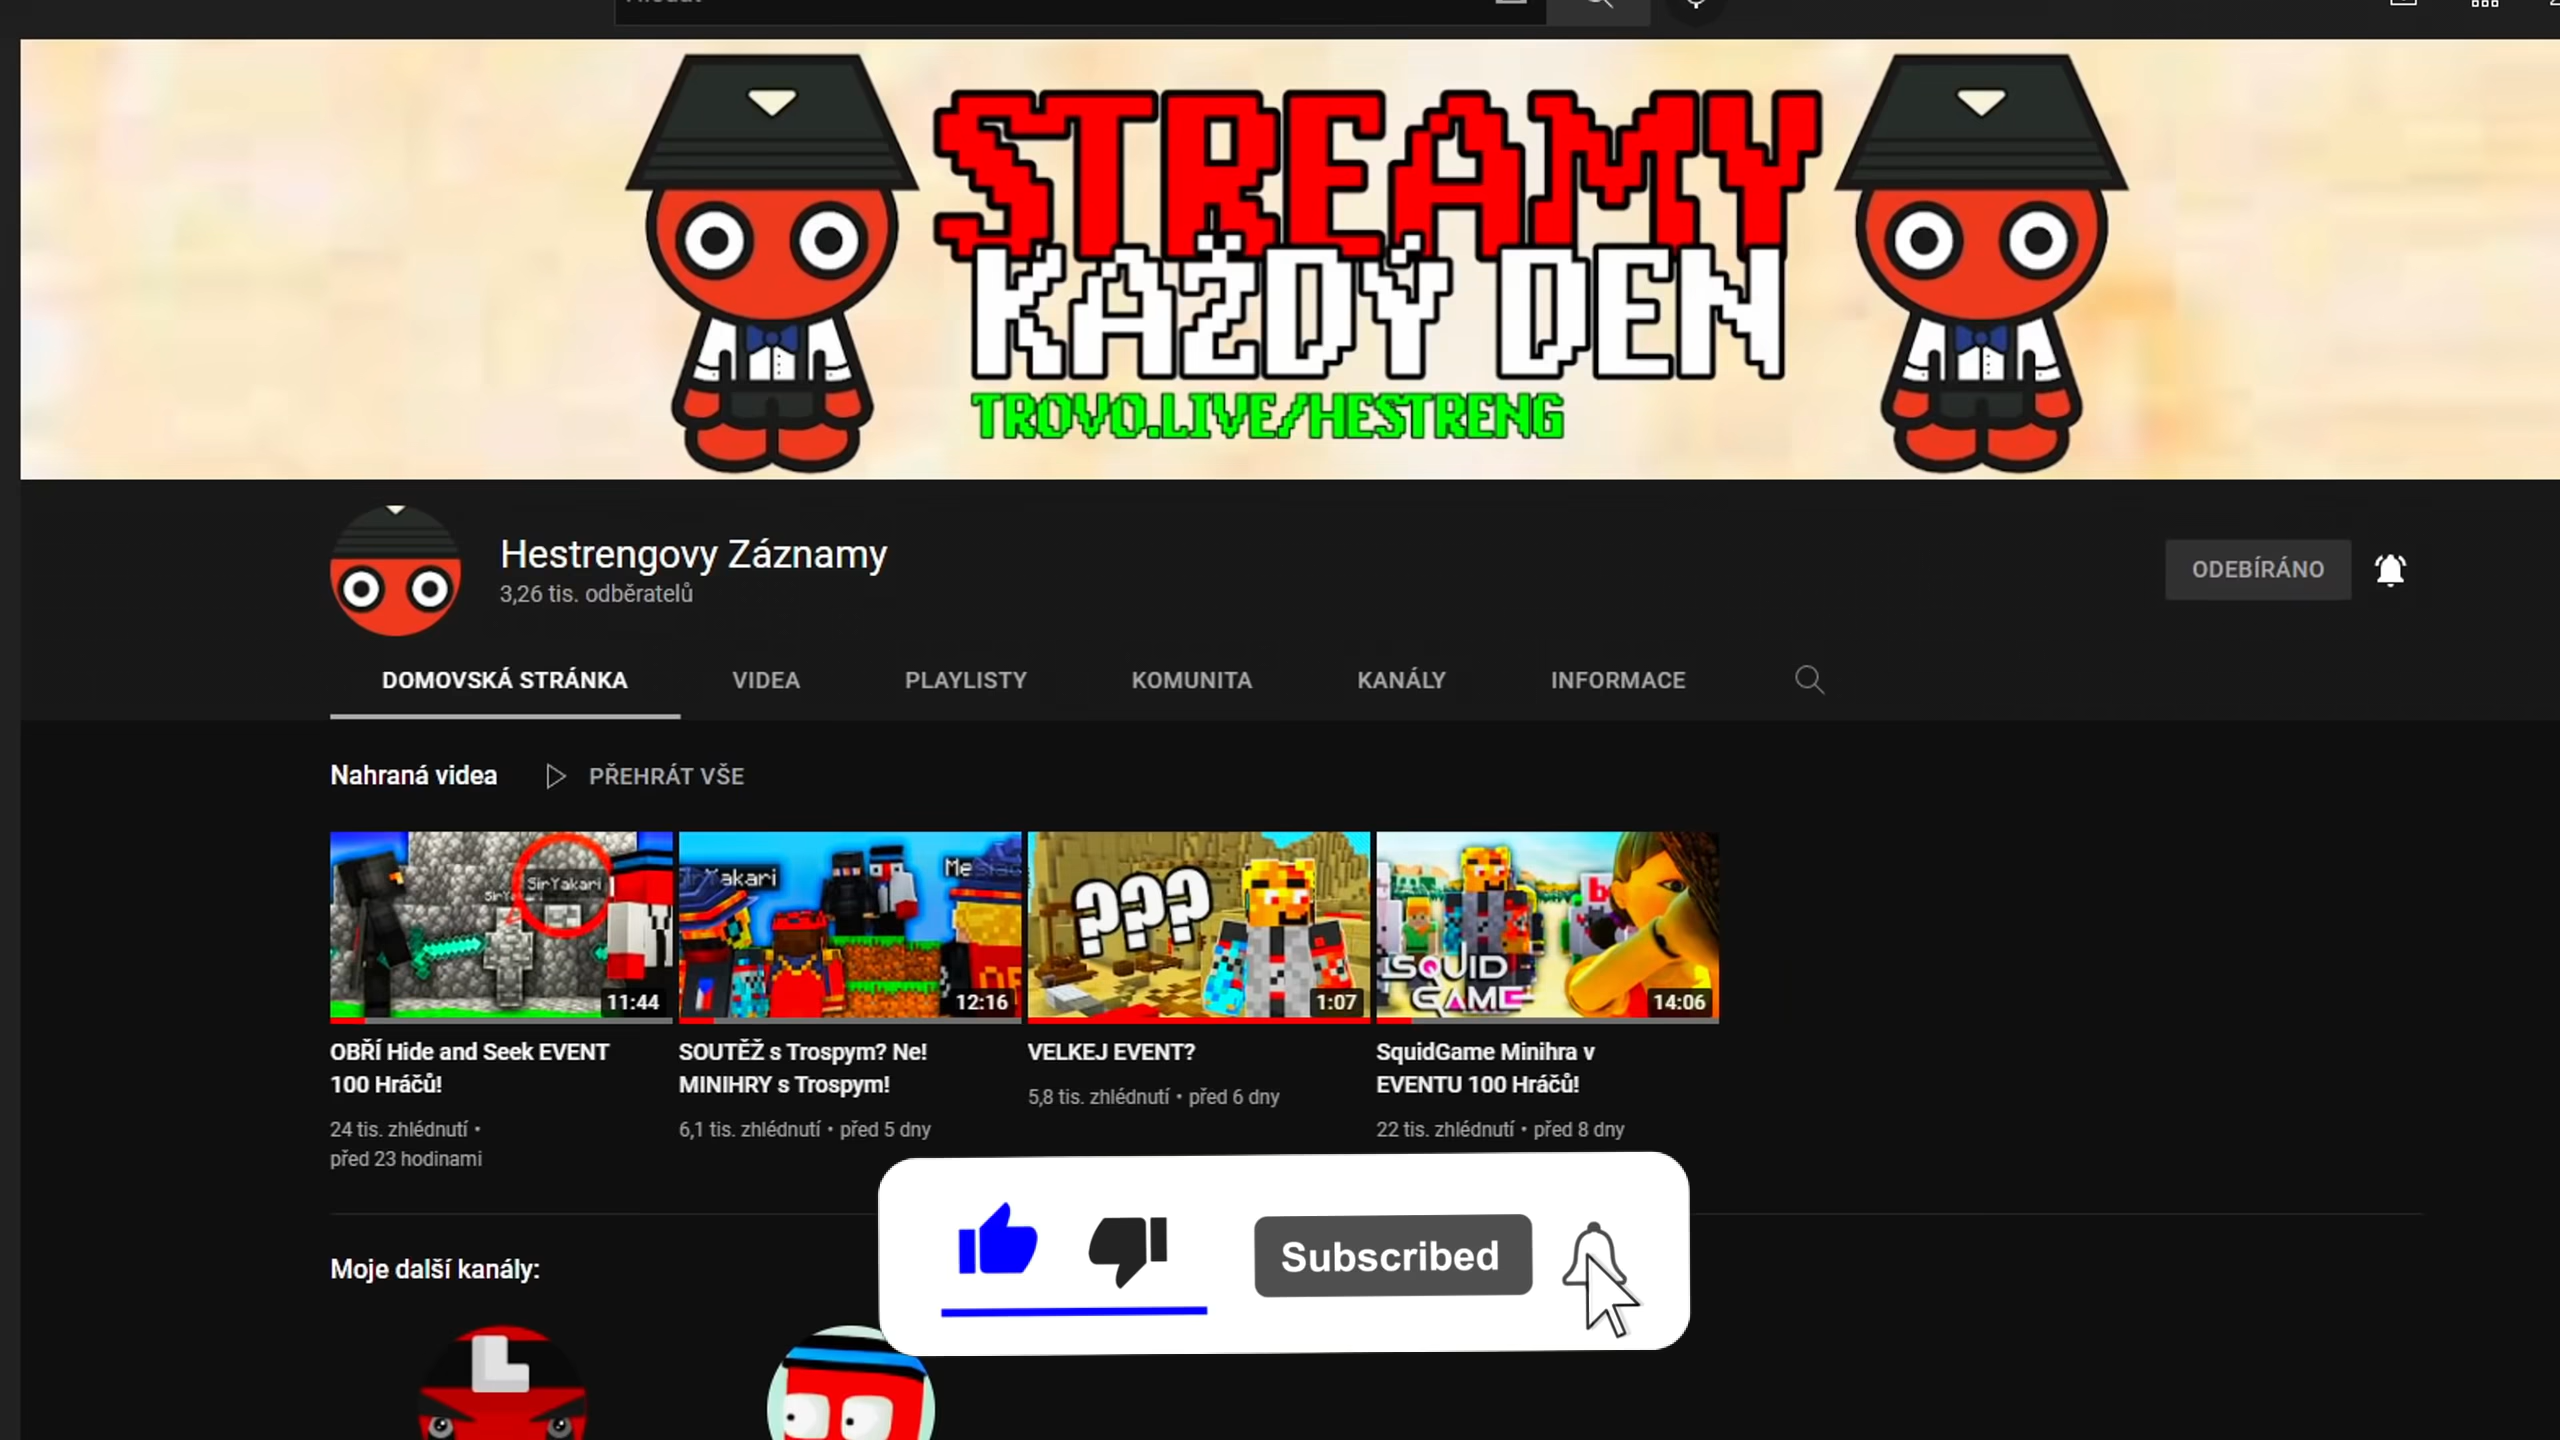 STREAMY
KAŽDÝ DEN
TROVO.LIVE/HESTRENG
Hestrengovy Záznamy
3,26 tis. odběratelů
ODEBÍRÁNO
DOMOVSKÁ STRÁNKA VIDEA PLAYLISTY KOMUNITA KANÁLY INFORMACE
Nahraná videa PŘEHRÁT VŠE
SirYakari
11:44
Yakari
12:16
???
1:07
SQUID
GAME
14:06
OBŘÍ Hide and Seek EVENT
100 Hráčů!
24 tis. zhlédnutí •
před 23 hodinami
SOUTĚŽ s Trospym? Ne!
MINIHRY s Trospym!
6,1 tis. zhlédnutí • před 5 dny
VELKEJ EVENT?
5,8 tis. zhlédnutí • před 6 dny
SquidGame Minihra v
EVENTU 100 Hráčů!
22 tis. zhlédnutí • před 8 dny
Subscribed
Moje další kanály: